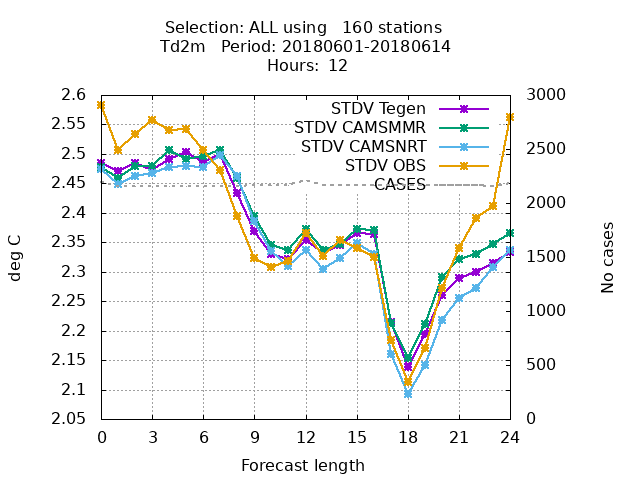 Selection: ALL using   160 stations
Td2m   Period: 20180601-20180614
Hours: 12
STDV Tegen
STDV CAMSMMR
STDV CAMSNRT
STDV OBS
CASES
deg C
2.6
2.55
2.5
2.45
2.4
2.35
2.3
2.25
2.2
2.15
2.1
2.05
3000
2500
2000
1500
1000
500
0
No cases
0 3 6 9 12 15 18 21 24
Forecast length